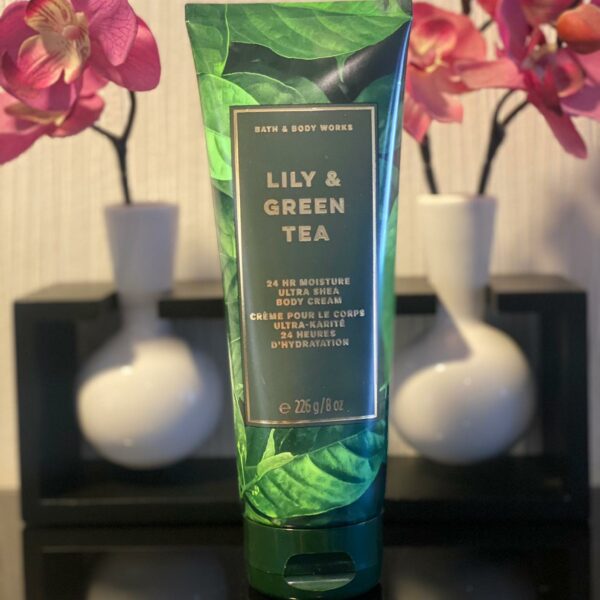 BATH & BODY WORKS
LILY &
GREEN
TEA
24 HR MOISTURE
ULTRA SHEA
BODY CREAM
CRÈME POUR LE CORPS
ULTRA-KARITÉ
24 HEURES
D'HYDRATATION
℮ 226 g/8 oz